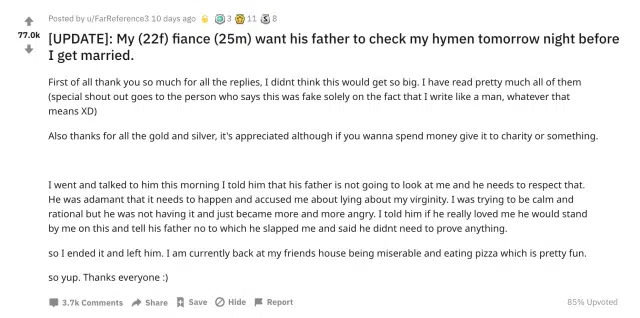 Posted by u/FarReference3 10 days ago 3 11 8
77.0k
[UPDATE]: My (22f) fiance (25m) want his father to check my hymen tomorrow night before
I get married.
First of all thank you so much for all the replies, I didnt think this would get so big. I have read pretty much all of them
(special shout out goes to the person who says this was fake solely on the fact that I write like a man, whatever that
means XD)
Also thanks for all the gold and silver, it's appreciated although if you wanna spend money give it to charity or something.
I went and talked to him this morning I told him that his father is not going to look at me and he needs to respect that.
He was adamant that it needs to happen and accused me about lying about my virginity. I was trying to be calm and
rational but he was not having it and just became more and more angry. I told him if he really loved me he would stand
by me on this and tell his father no to which he slapped me and said he didnt need to prove anything.
so I ended it and left him. I am currently back at my friends house being miserable and eating pizza which is pretty fun.
so yup. Thanks everyone :)
3.7k Comments Share Save Hide Report 85% Upvoted